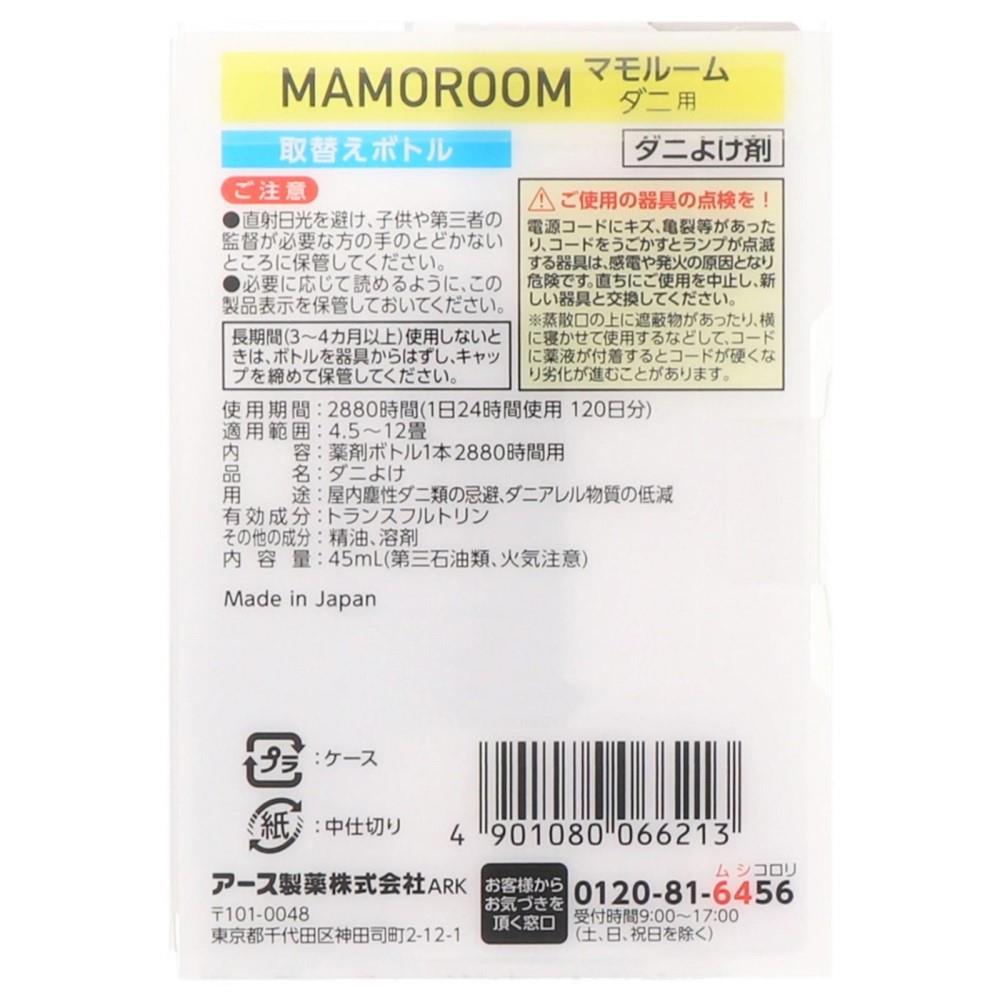 MAMOROOM マモルーム
ダニ用
取替えボトル
ダニよけ剤
ご注意
●直射日光を避け、子供や第三者の
監督が必要な方の手のとどかない
ところに保管してください。
●必要に応じて読めるように、この
製品表示を保管しておいてください。
長期間(3〜4カ月以上)使用しないと
きは、ボトルを器具からはずし、キャッ
プを締めて保管してください。
ご使用の器具の点検を!
電源コードにキズ、亀裂等があった
り、コードをうごかすとランプが点滅
する器具は、感電や発火の原因となり
危険です。直ちにご使用を中止し、新
しい器具と交換してください。
※蒸散口の上に遮蔽物があったり、横
に寝かせて使用するなどして、コード
に薬液が付着するとコードが硬くな
り劣化が進むことがあります。
使用期間:2880時間(1日24時間使用 120日分)
適用範囲:4.5〜12畳
内容:薬剤ボトル1本2880時間用
品名:ダニよけ
用途:屋内塵性ダニ類の忌避、ダニアレル物質の低減
有効成分:トランスフルトリン
その他の成分:精油、溶剤
内容量:45mL(第三石油類、火気注意)
Made in Japan
プラ:ケース
紙:中仕切り
4 901080 066213
アース製薬株式会社ARK
〒101-0048
東京都千代田区神田司町2-12-1
お客様から
お気づきを
頂く窓口
ムシコロリ
0120-81-6456
受付時間9:00〜17:00
(土、日、祝日を除く)